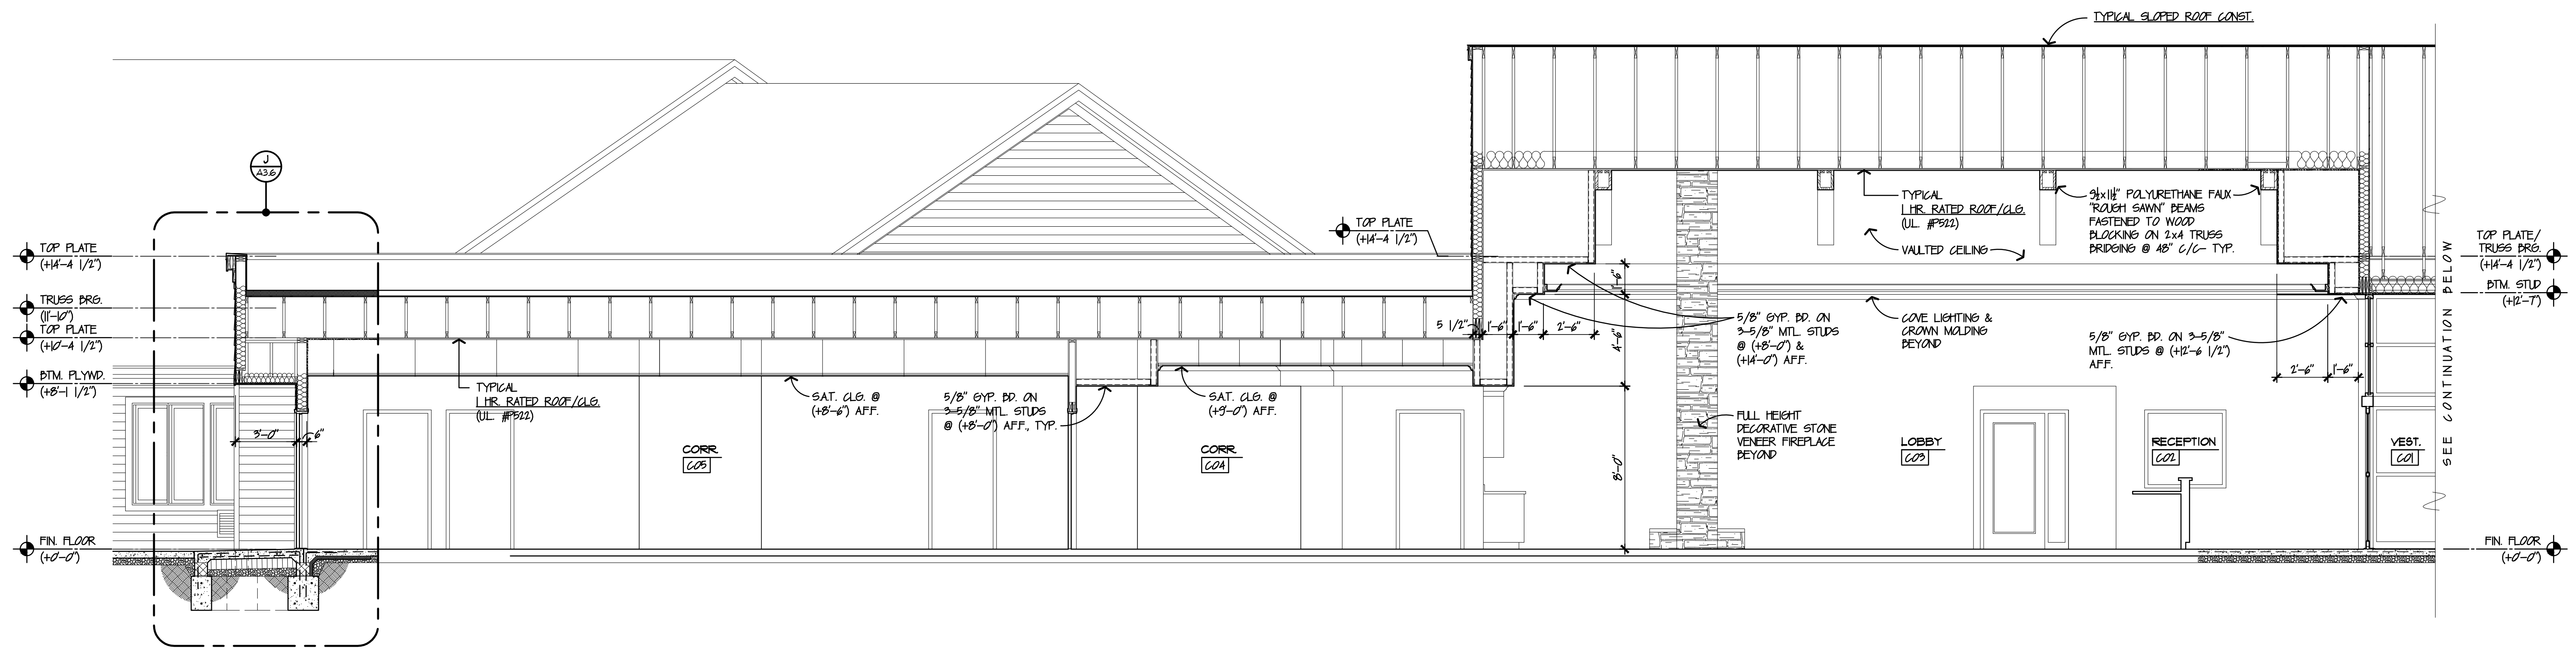 TYPICAL SLOPED ROOF CONST.
J
A3.6
TOP PLATE
(+14'-4 1/2")
TRUSS BRG.
(11'-10")
TOP PLATE
(+10'-4 1/2")
BTM. PLYWD.
(+8'-1 1/2")
FIN. FLOOR
(+0'-0")
3'-0"
6"
TYPICAL
1 HR. RATED ROOF/CLG.
(UL. #P522)
CORR.
C05
S.A.T. CLG. @
(+8'-6") AFF.
5/8" GYP. BD. ON
3-5/8" MTL. STUDS
@ (+8'-0") AFF., TYP.
S.A.T. CLG. @
(+9'-0") AFF.
CORR.
C04
TOP PLATE
(+14'-4 1/2")
5 1/2"
1'-6"
1'-6"
2'-6"
1'-6"
4'-6"
8'-0"
5/8" GYP. BD. ON
3-5/8" MTL. STUDS
@ (+8'-0") &
(+14'-0") AFF.
FULL HEIGHT
DECORATIVE STONE
VENEER FIREPLACE
BEYOND
TYPICAL
1 HR. RATED ROOF/CLG.
(UL. #P522)
VAULTED CEILING
COVE LIGHTING &
CROWN MOLDING
BEYOND
LOBBY
C03
POLYURETHANE FAUX
"ROUGH SAWN" BEAMS
FASTENED TO WOOD
BLOCKING ON 2x4 TRUSS
BRIDGING @ 48" C/C- TYP.
5/8" GYP. BD. ON 3-5/8"
MTL. STUDS @ (+12'-6 1/2")
AFF.
2'-6"
1'-6"
RECEPTION
C02
VEST.
C01
SEE CONTINUATION BELOW
TOP PLATE/
TRUSS BRG.
(+14'-4 1/2")
BTM. STUD
(+12'-7")
FIN. FLOOR
(+0'-0")